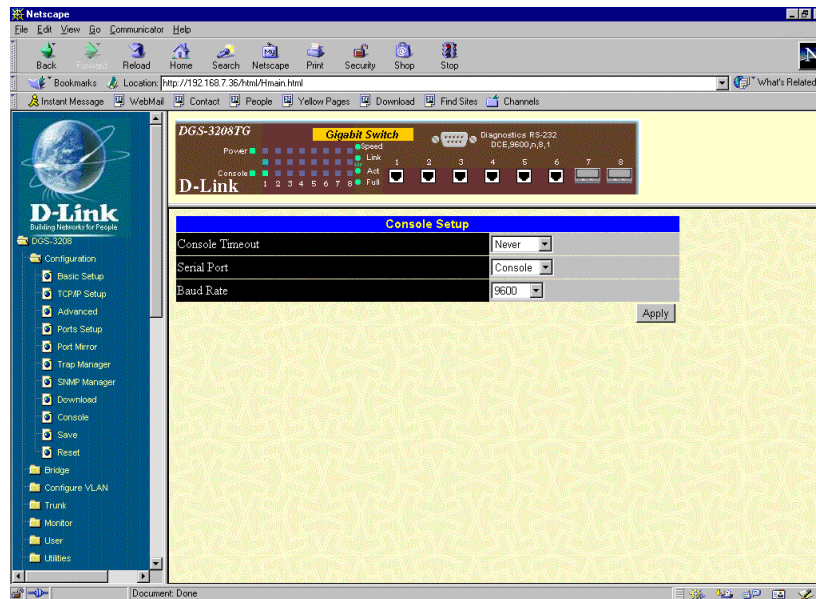 Netscape
File Edit View Go Communicator Help
Back Forward Reload Home Search Netscape Print Security Shop Stop
Bookmarks Location: http://192.168.7.36/html/Hmain.html What's Related
Instant Message WebMail Contact People Yellow Pages Download Find Sites Channels
D-Link
Building Networks for People
DGS-3208
Configuration
Basic Setup
TCP/IP Setup
Advanced
Ports Setup
Port Mirror
Trap Manager
SNMP Manager
Download
Console
Save
Reset
Bridge
Configure VLAN
Trunk
Monitor
User
Utilities
DGS-3208TG
Gigabit Switch
Diagnostics RS-232
DCE,9600,n,8,1
Power
Speed
Link
Console
Act
Full
D-Link
1 2 3 4 5 6 7 8
1 2 3 4 5 6 7 8
Console Setup
Console Timeout Never
Serial Port Console
Baud Rate 9600
Apply
Document: Done